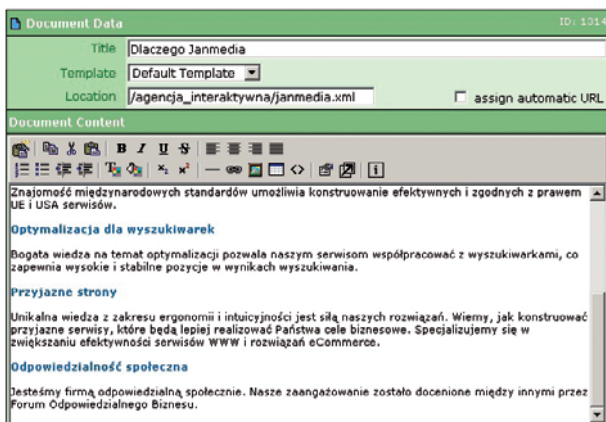 Document Data
ID: 1314
Title
Dlaczego Janmedia
Template
Default Template
Location
/agencja_interaktywna/janmedia.xml
assign automatic URL
Document Content
B I U S
Znajomość międzynarodowych standardów umożliwia konstruowanie efektywnych i zgodnych z prawem
UE i USA serwisów.
Optymalizacja dla wyszukiwarek
Bogata wiedza na temat optymalizacji pozwala naszym serwisom współpracować z wyszukiwarkami, co
zapewnia wysokie i stabilne pozycje w wynikach wyszukiwania.
Przyjazne strony
Unikalna wiedza z zakresu ergonomii i intuicyjności jest siłą naszych rozwiązań. Wiemy, jak konstruować
przyjazne serwisy, które będą lepiej realizować Państwa cele biznesowe. Specjalizujemy się w
zwiększaniu efektywności serwisów WWW i rozwiązań eCommerce.
Odpowiedzialność społeczna
Jesteśmy firmą odpowiedzialną społecznie. Nasze zaangażowanie zostało docenione między innymi przez
Forum Odpowiedzialnego Biznesu.